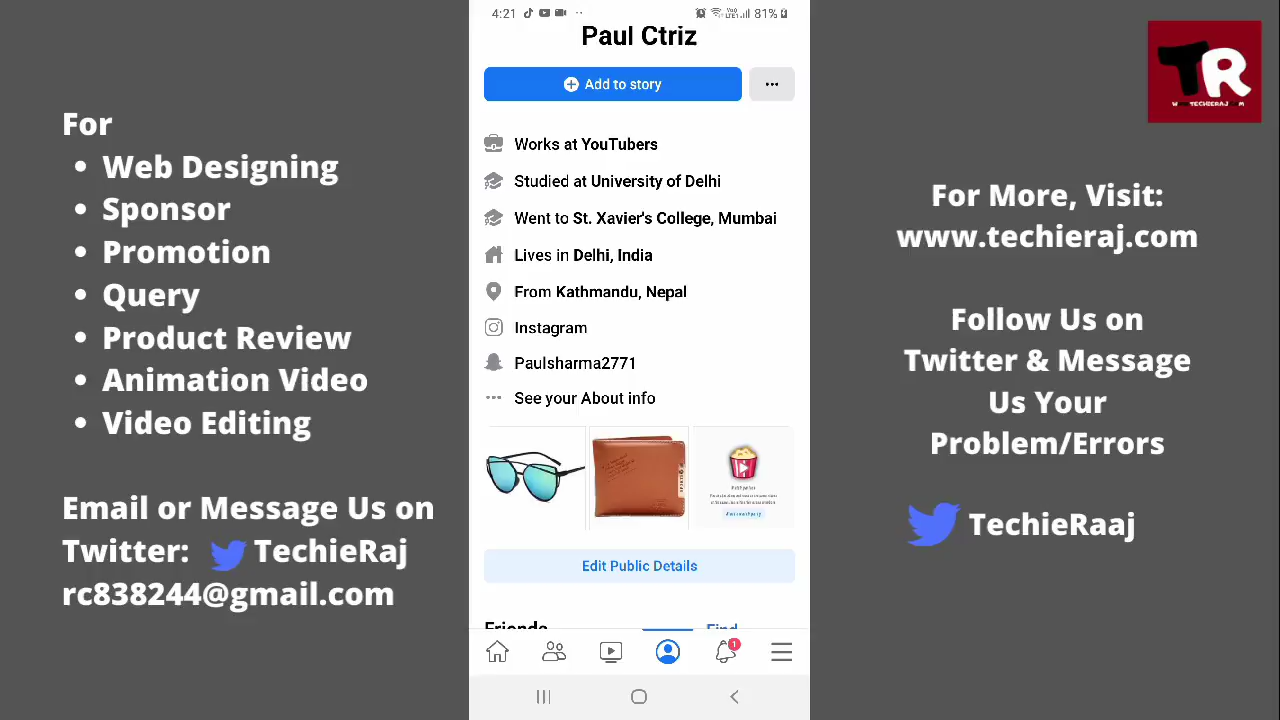 For
• Web Designing
• Sponsor
• Promotion
• Query
• Product Review
• Animation Video
• Video Editing
Email or Message Us on
Twitter: TechieRaj
rc838244@gmail.com
4:21
81%
Paul Ctriz
Add to story
Works at YouTubers
Studied at University of Delhi
Went to St. Xavier's College, Mumbai
Lives in Delhi, India
From Kathmandu, Nepal
Instagram
Paulsharma2771
See your About info
Edit Public Details
Friends
Find
1
TR
For More, Visit:
www.techieraj.com
Follow Us on
Twitter & Message
Us Your
Problem/Errors
TechieRaaj